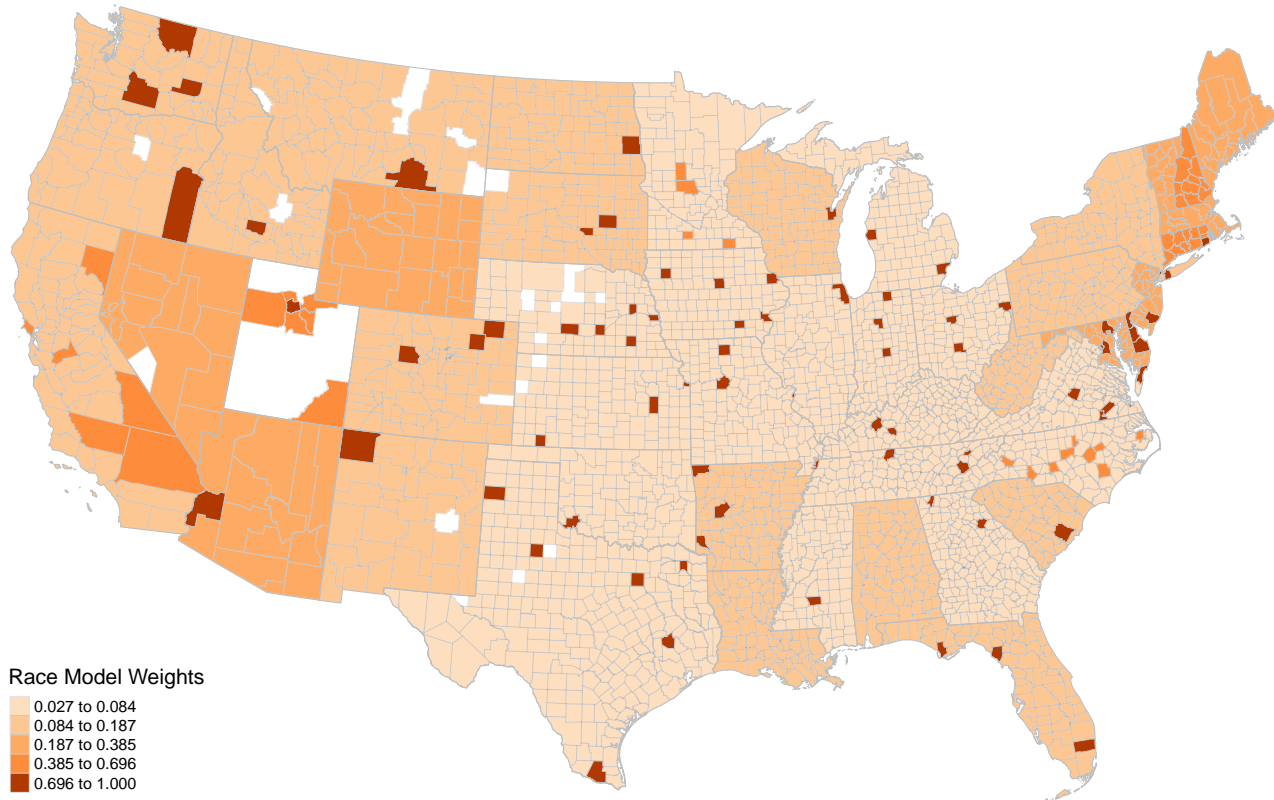 Race Model Weights
0.027 to 0.084
0.084 to 0.187
0.187 to 0.385
0.385 to 0.696
0.696 to 1.000